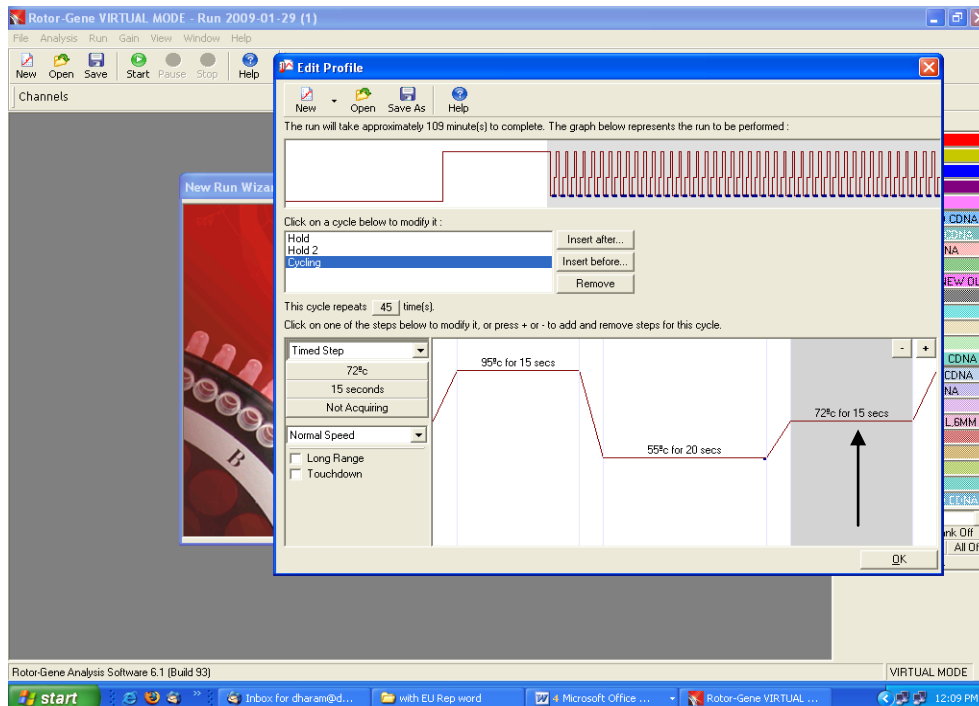 Rotor-Gene VIRTUAL MODE - Run 2009-01-29 (1)
File Analysis Run Gain View Window Help
New Open Save Start Pause Stop Help
Channels
Edit Profile
New Open Save As Help
The run will take approximately 109 minute(s) to complete. The graph below represents the run to be performed :
New Run Wiza
Click on a cycle below to modify it :
Hold
Hold 2
Cycling
Insert after...
Insert before...
Remove
This cycle repeats 45 time(s).
Click on one of the steps below to modify it, or press + or - to add and remove steps for this cycle.
Timed Step
72ºc
15 seconds
Not Acquiring
Normal Speed
Long Range
Touchdown
- +
95ºc for 15 secs
55ºc for 20 secs
72ºc for 15 secs
OK
CDNA
CDNA
NA
NEW DL
CDNA
CDNA
NA
L,6MM
CDNA
nk Off
All Of
B
Rotor-Gene Analysis Software 6.1 (Build 93)
VIRTUAL MODE
start
Inbox for dharam@d...
with EU Rep word
4 Microsoft Office ...
Rotor-Gene VIRTUAL ...
12:09 PM